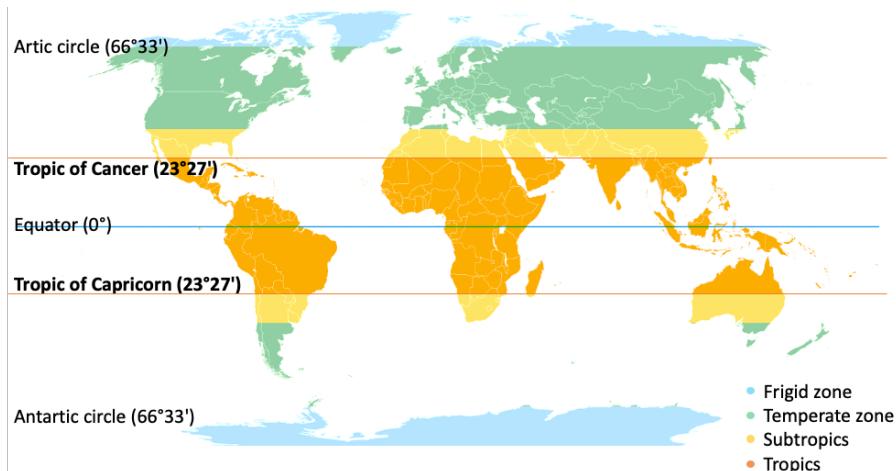 Artic circle (66°33')
Tropic of Cancer (23°27')
Equator (0°)
Tropic of Capricorn (23°27')
Antartic circle (66°33')
Frigid zone
Temperate zone
Subtropics
Tropics